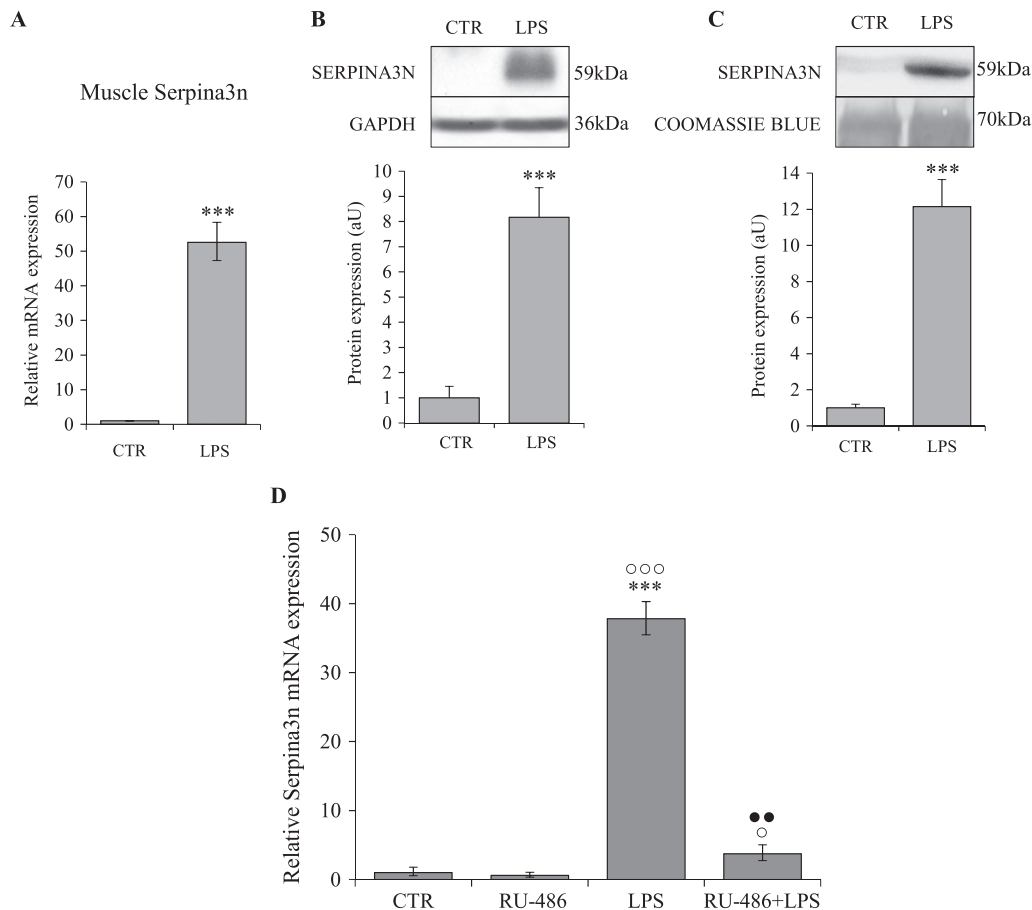 A
Muscle Serpina3n
Relative mRNA expression
70
60
50
40
30
20
10
0
***
CTR LPS
B
CTR LPS
SERPINA3N 59kDa
GAPDH 36kDa
Protein expression (aU)
10
9
8
7
6
5
4
3
2
1
0
***
CTR LPS
C
CTR LPS
SERPINA3N 59kDa
COOMASSIE BLUE 70kDa
Protein expression (aU)
14
12
10
8
6
4
2
0
***
CTR LPS
D
Relative Serpina3n mRNA expression
50
40
30
20
10
0
○○○
***
●●
○
CTR RU-486 LPS RU-486+LPS